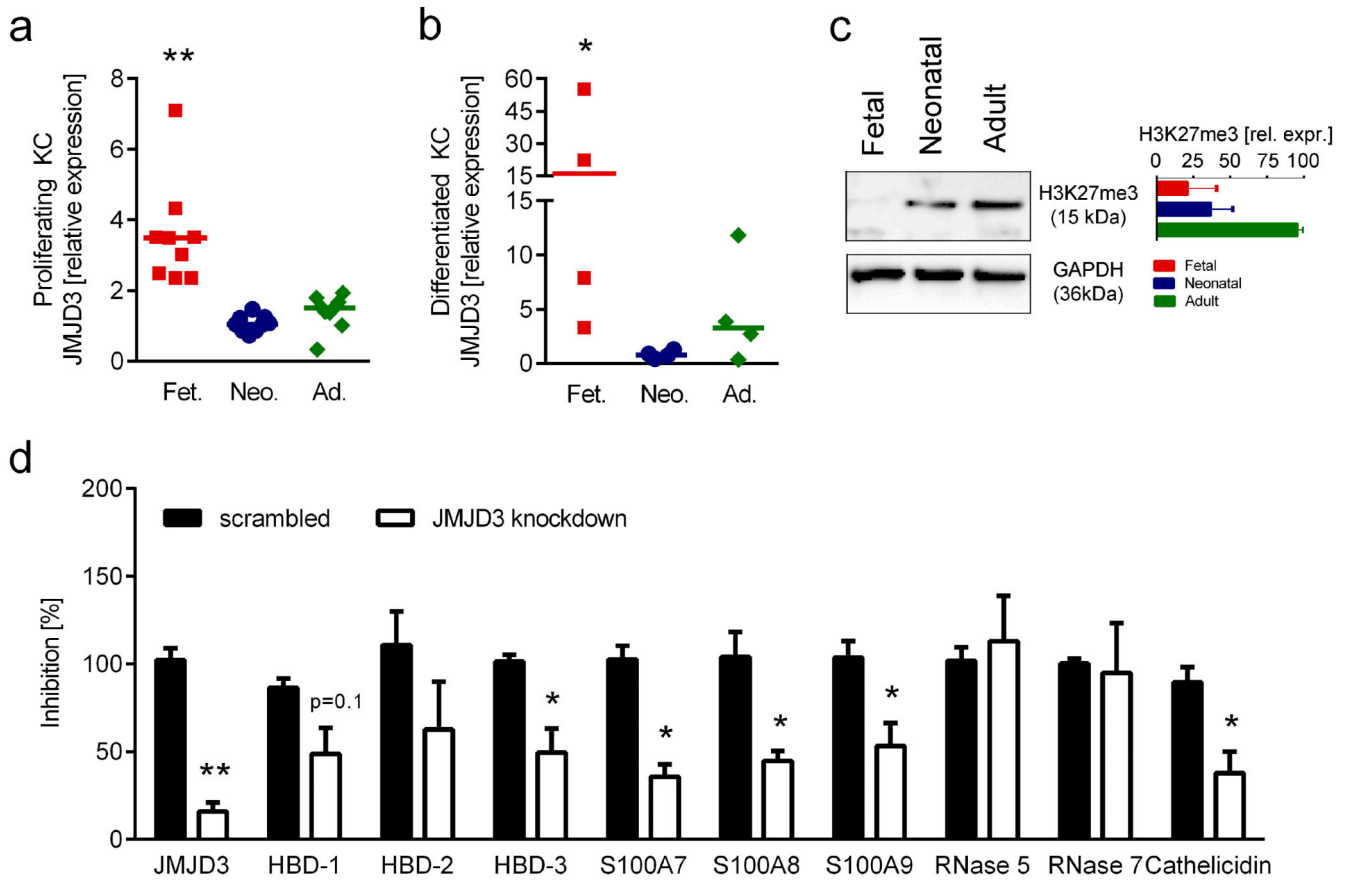 a
**
Proliferating KC
JMJD3 [relative expression]
8
6
4
2
0
Fet. Neo. Ad.
b
*
Differentiated KC
JMJD3 [relative expression]
60
45
30
15
15
10
5
0
Fet. Neo. Ad.
c
Fetal
Neonatal
Adult
H3K27me3
(15 kDa)
GAPDH
(36kDa)
H3K27me3 [rel. expr.]
0 25 50 75 100
Fetal
Neonatal
Adult
d
Inhibition [%]
200
150
100
50
0
scrambled JMJD3 knockdown
**
p=0.1
*
*
*
*
*
JMJD3 HBD-1 HBD-2 HBD-3 S100A7 S100A8 S100A9 RNase 5 RNase 7 Cathelicidin